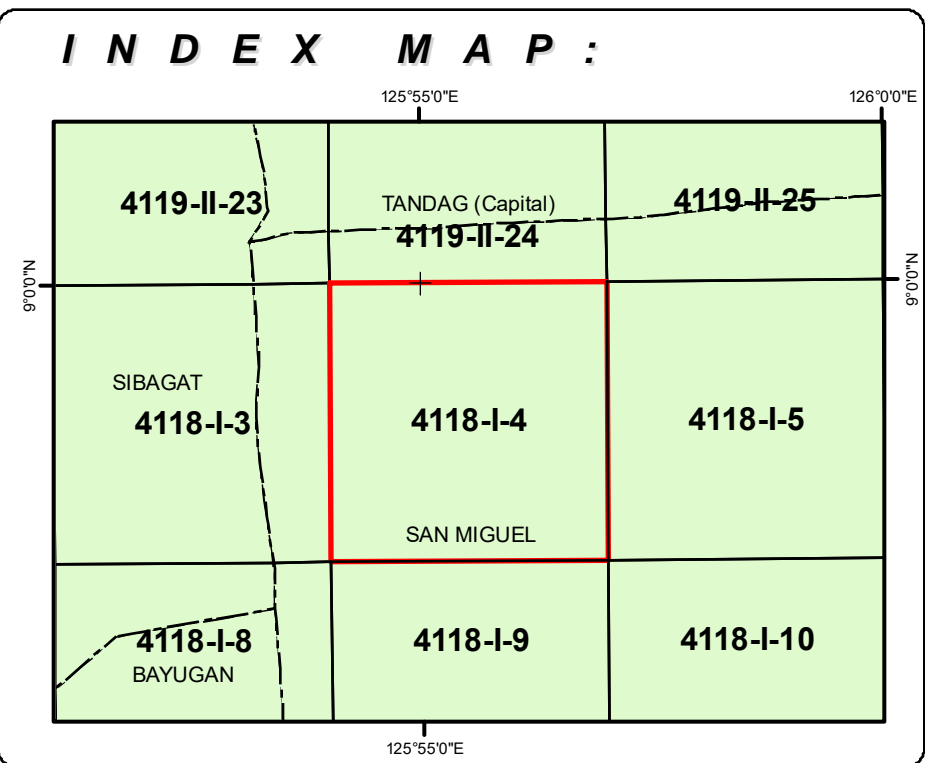 INDEX MAP:
125°55'0"E
126°0'0"E
4119-II-23
TANDAG (Capital)
4119-II-24
4119-II-25
9°0'0"N
9°0'0"N
SIBAGAT
4118-I-3
4118-I-4
4118-I-5
SAN MIGUEL
4118-I-8
BAYUGAN
4118-I-9
4118-I-10
125°55'0"E